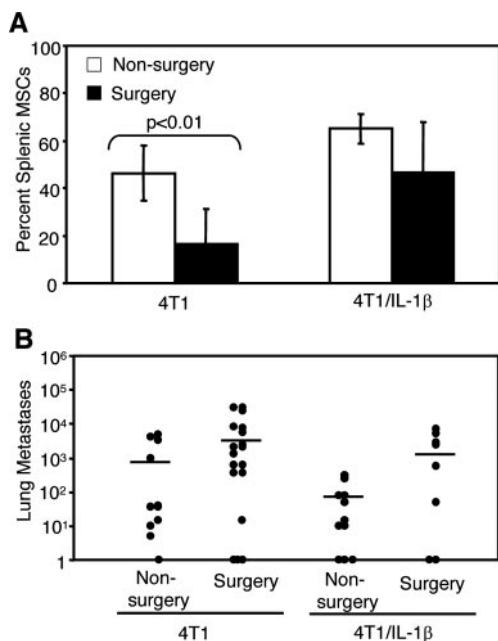 A
Percent Splenic MSCs
100
80
60
40
20
0
Non-surgery
Surgery
p<0.01
4T1
4T1/IL-1β
B
Lung Metastases
10⁶
10⁵
10⁴
10³
10²
10¹
1
Non-
surgery
Surgery
Non-
surgery
Surgery
4T1
4T1/IL-1β